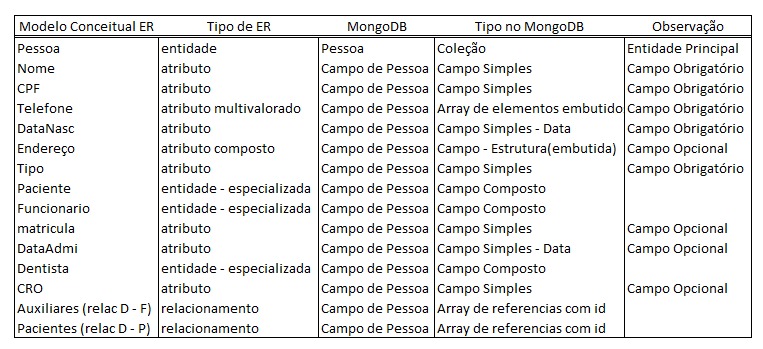 Modelo Conceitual ER Tipo de ER MongoDB Tipo no MongoDB Observação
Pessoa entidade Pessoa Coleção Entidade Principal
Nome atributo Campo de Pessoa Campo Simples Campo Obrigatório
CPF atributo Campo de Pessoa Campo Simples Campo Obrigatório
Telefone atributo multivalorado Campo de Pessoa Array de elementos embutido Campo Obrigatório
DataNasc atributo Campo de Pessoa Campo Simples - Data Campo Obrigatório
Endereço atributo composto Campo de Pessoa Campo - Estrutura(embutida) Campo Opcional
Tipo atributo Campo de Pessoa Campo Simples Campo Obrigatório
Paciente entidade - especializada Campo de Pessoa Campo Composto
Funcionario entidade - especializada Campo de Pessoa Campo Composto
matricula atributo Campo de Pessoa Campo Simples Campo Opcional
DataAdmi atributo Campo de Pessoa Campo Simples - Data Campo Opcional
Dentista entidade - especializada Campo de Pessoa Campo Composto
CRO atributo Campo de Pessoa Campo Simples Campo Opcional
Auxiliares (relac D - F) relacionamento Campo de Pessoa Array de referencias com id
Pacientes (relac D - P) relacionamento Campo de Pessoa Array de referencias com id